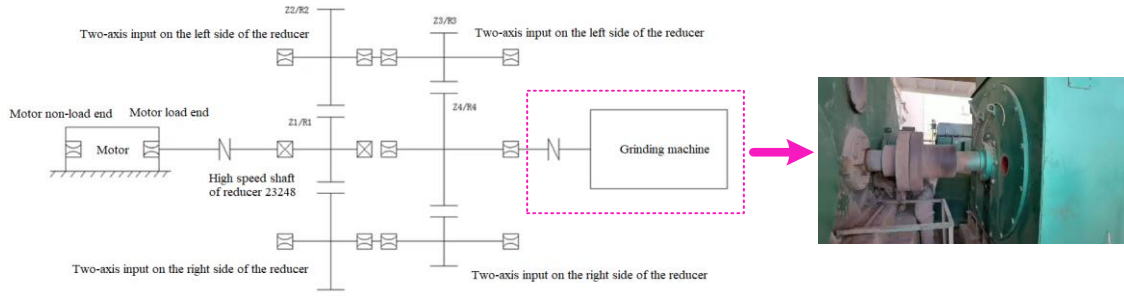 Z2/R2
Z3/R3
Two-axis input on the left side of the reducer
Two-axis input on the left side of the reducer
Z4/R4
Motor non-load end
Motor load end
Z1/R1
Motor
Grinding machine
High speed shaft
of reducer 23248
Two-axis input on the right side of the reducer
Two-axis input on the right side of the reducer